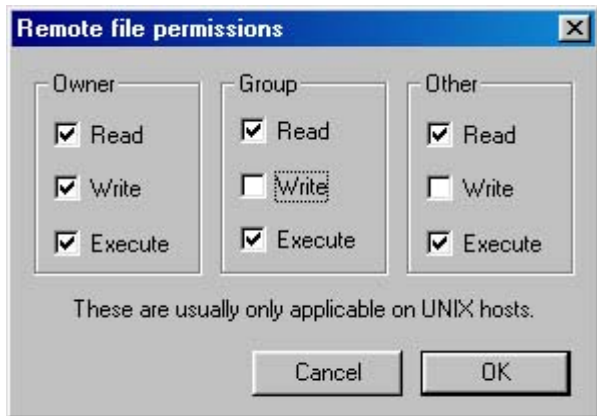 Remote file permissions
Owner Group Other
Read Read Read
Write Write Write
Execute Execute Execute
These are usually only applicable on UNIX hosts.
Cancel OK